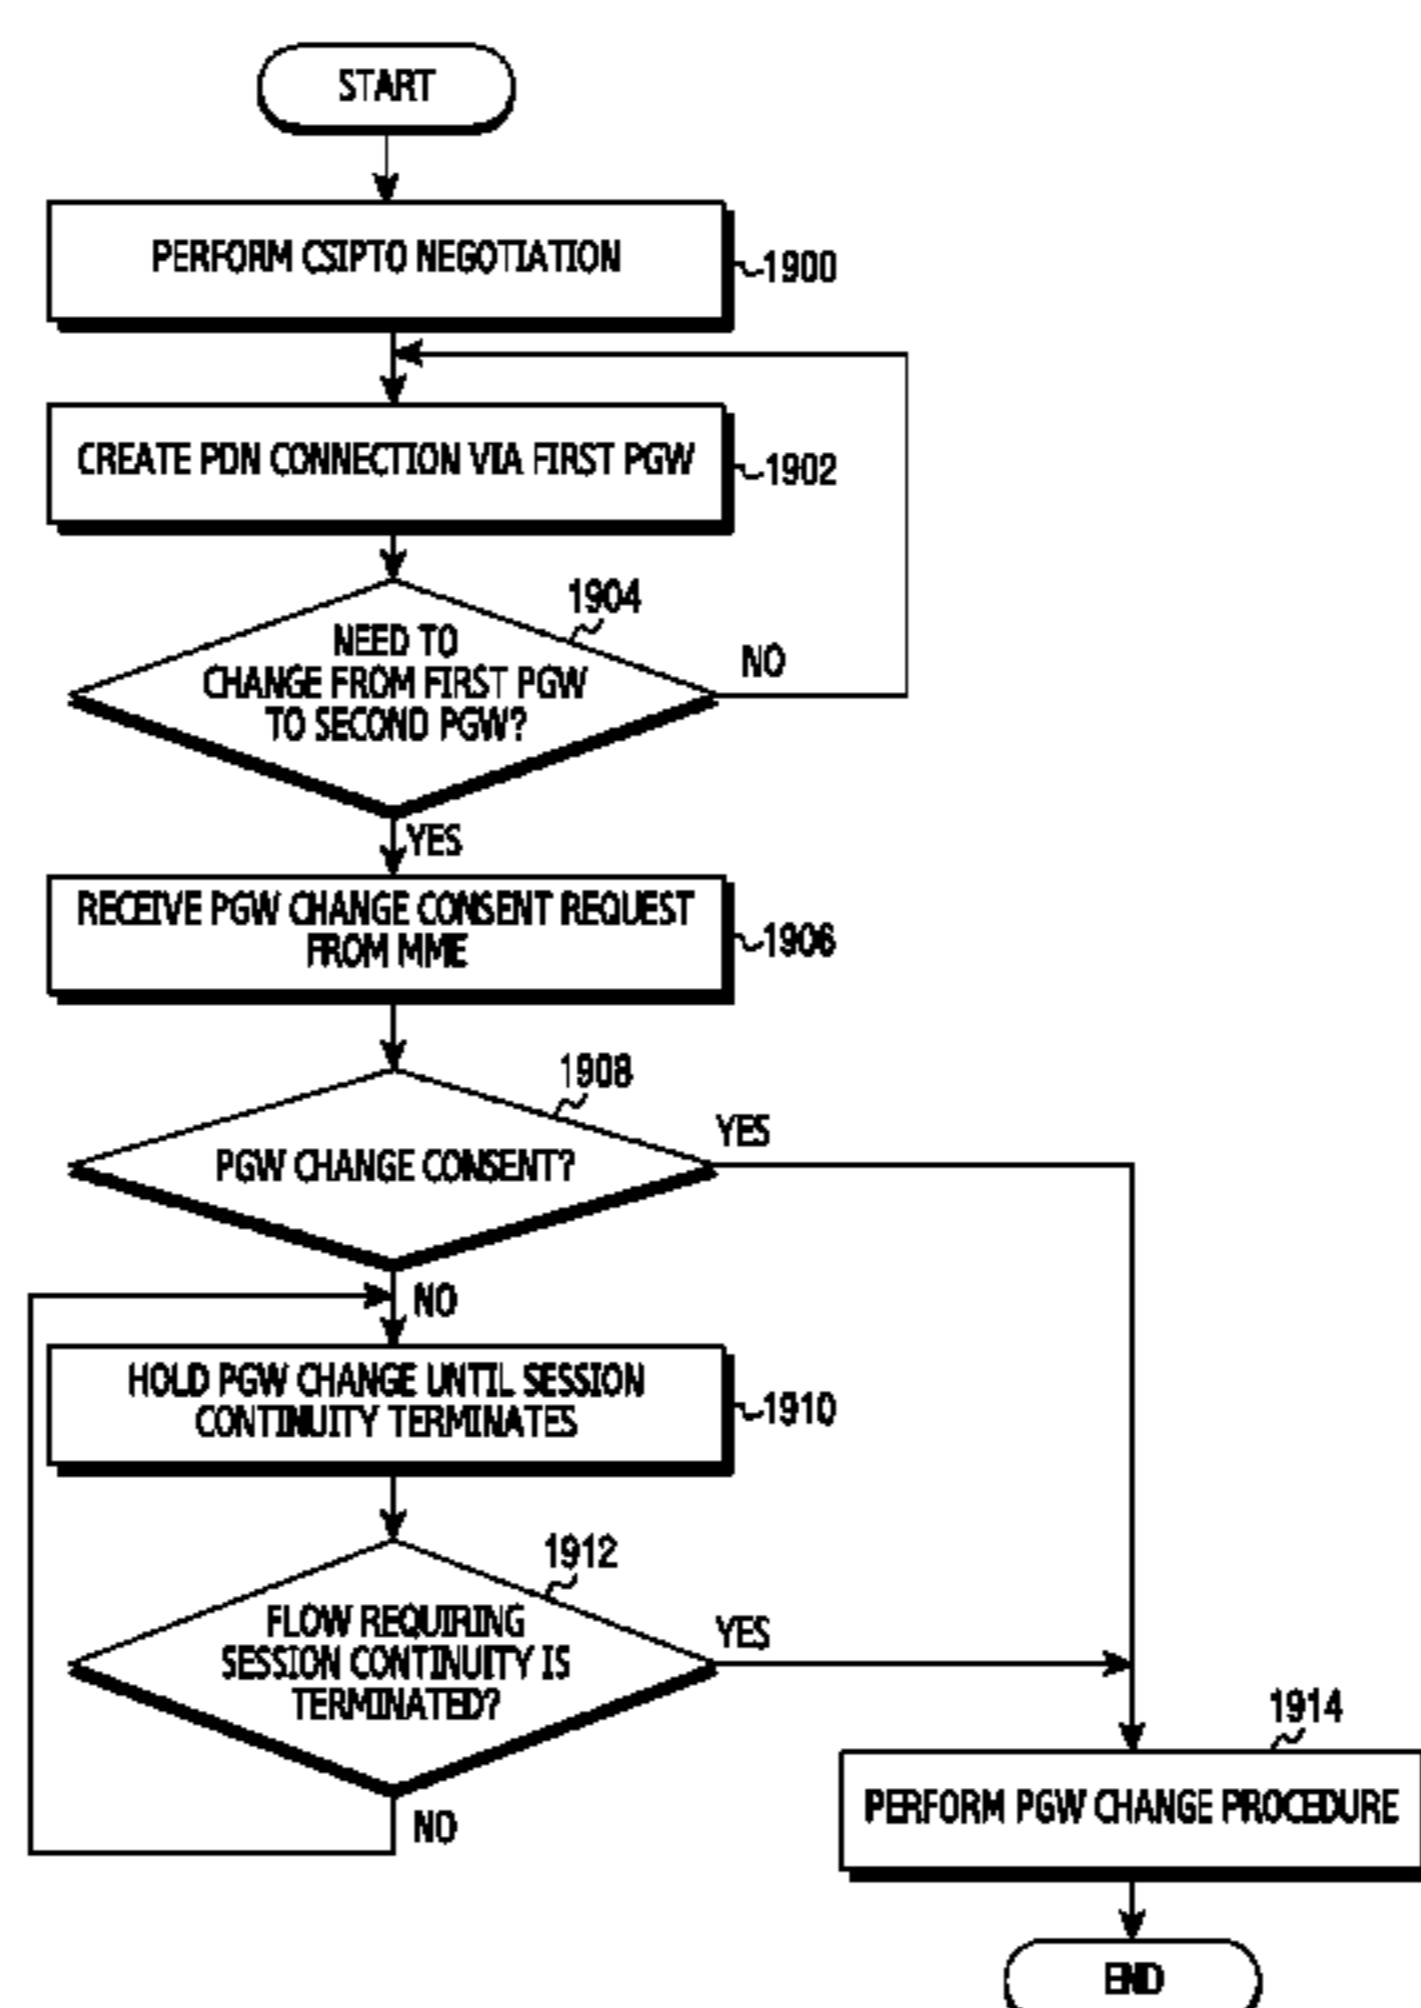 START
PERFORM CSIPTO NEGOTIATION
1900
CREATE PDN CONNECTION VIA FIRST PGW
1902
1904
NEED TO
CHANGE FROM FIRST PGW
TO SECOND PGW?
NO
YES
RECEIVE PGW CHANGE CONSENT REQUEST
FROM MME
1906
1908
PGW CHANGE CONSENT?
YES
NO
HOLD PGW CHANGE UNTIL SESSION
CONTINUITY TERMINATES
1910
1912
FLOW REQUIRING
SESSION CONTINUITY IS
TERMINATED?
YES
NO
1914
PERFORM PGW CHANGE PROCEDURE
END